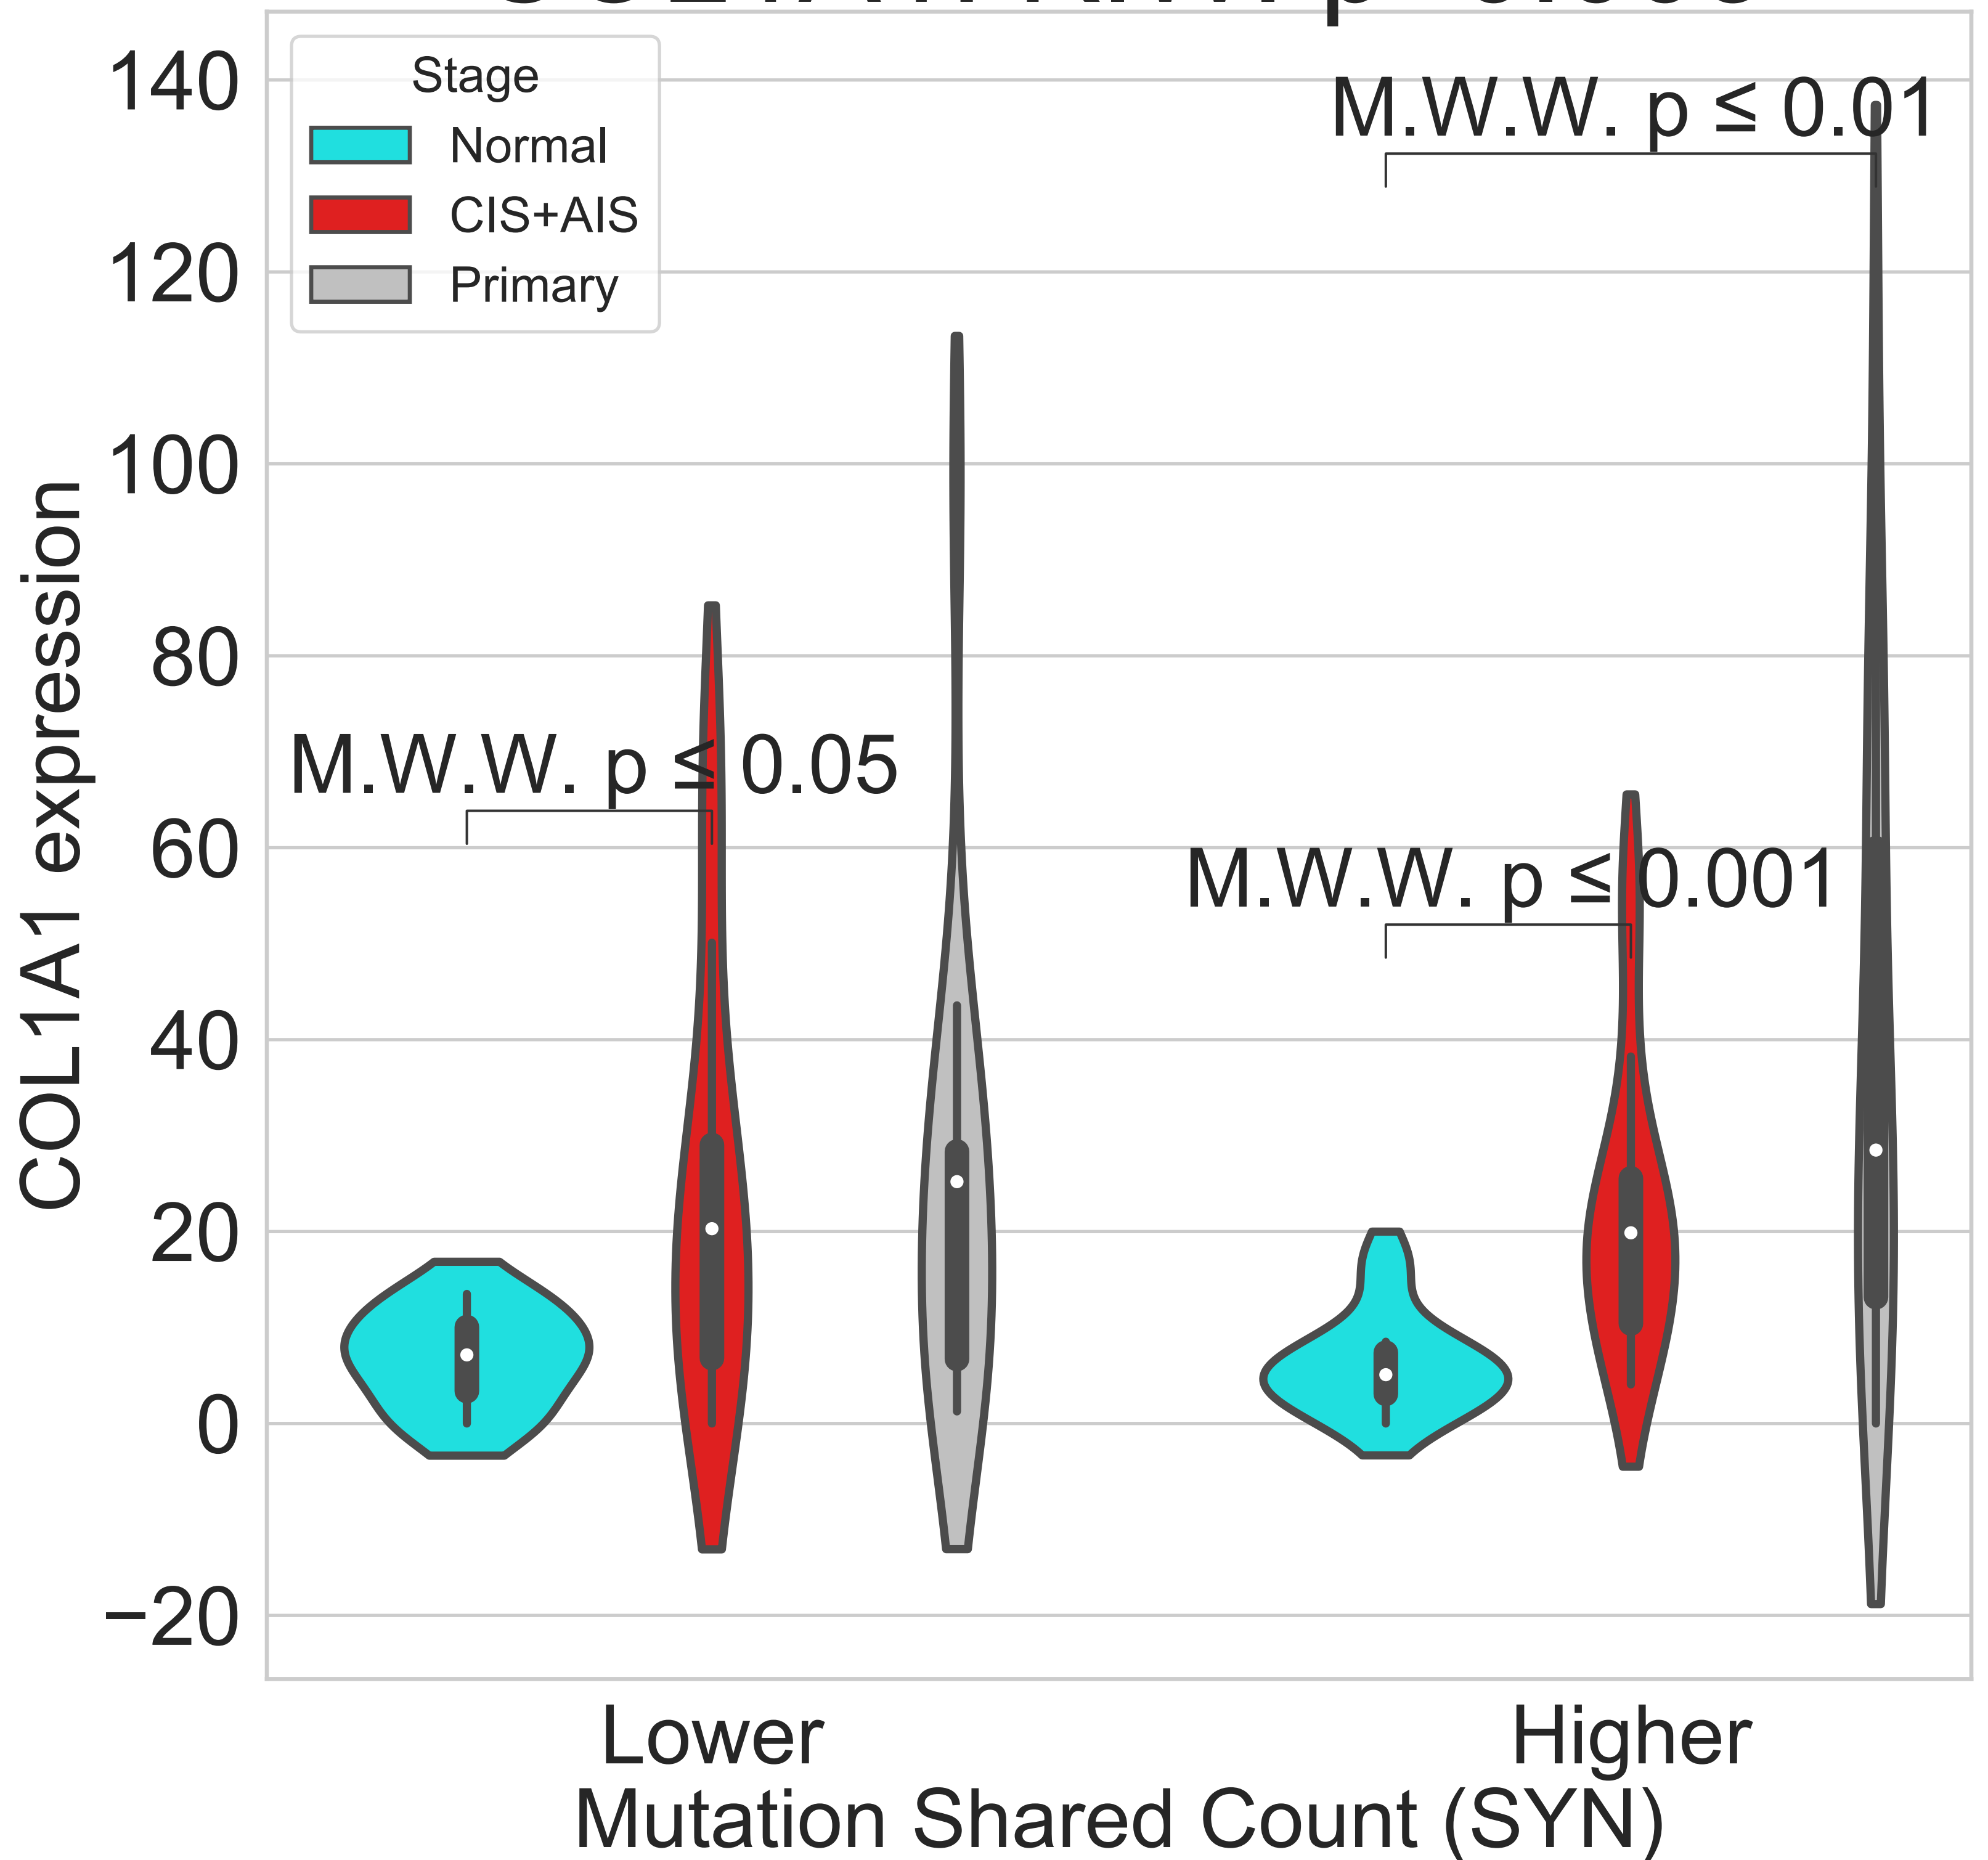 140
120
100
80
60
40
20
0
−20
COL1A1 expression
Stage
Normal
CIS+AIS
Primary
M.W.W. p ≤ 0.01
M.W.W. p ≤ 0.05
M.W.W. p ≤ 0.001
Lower
Higher
Mutation Shared Count (SYN)